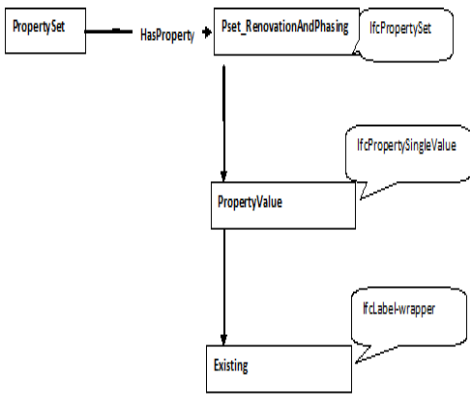 PropertySet
HasProperty
Pset_RenovationAndPhasing
IfcPropertySet
IfcPropertySingleValue
PropertyValue
IfcLabel-wrapper
Existing